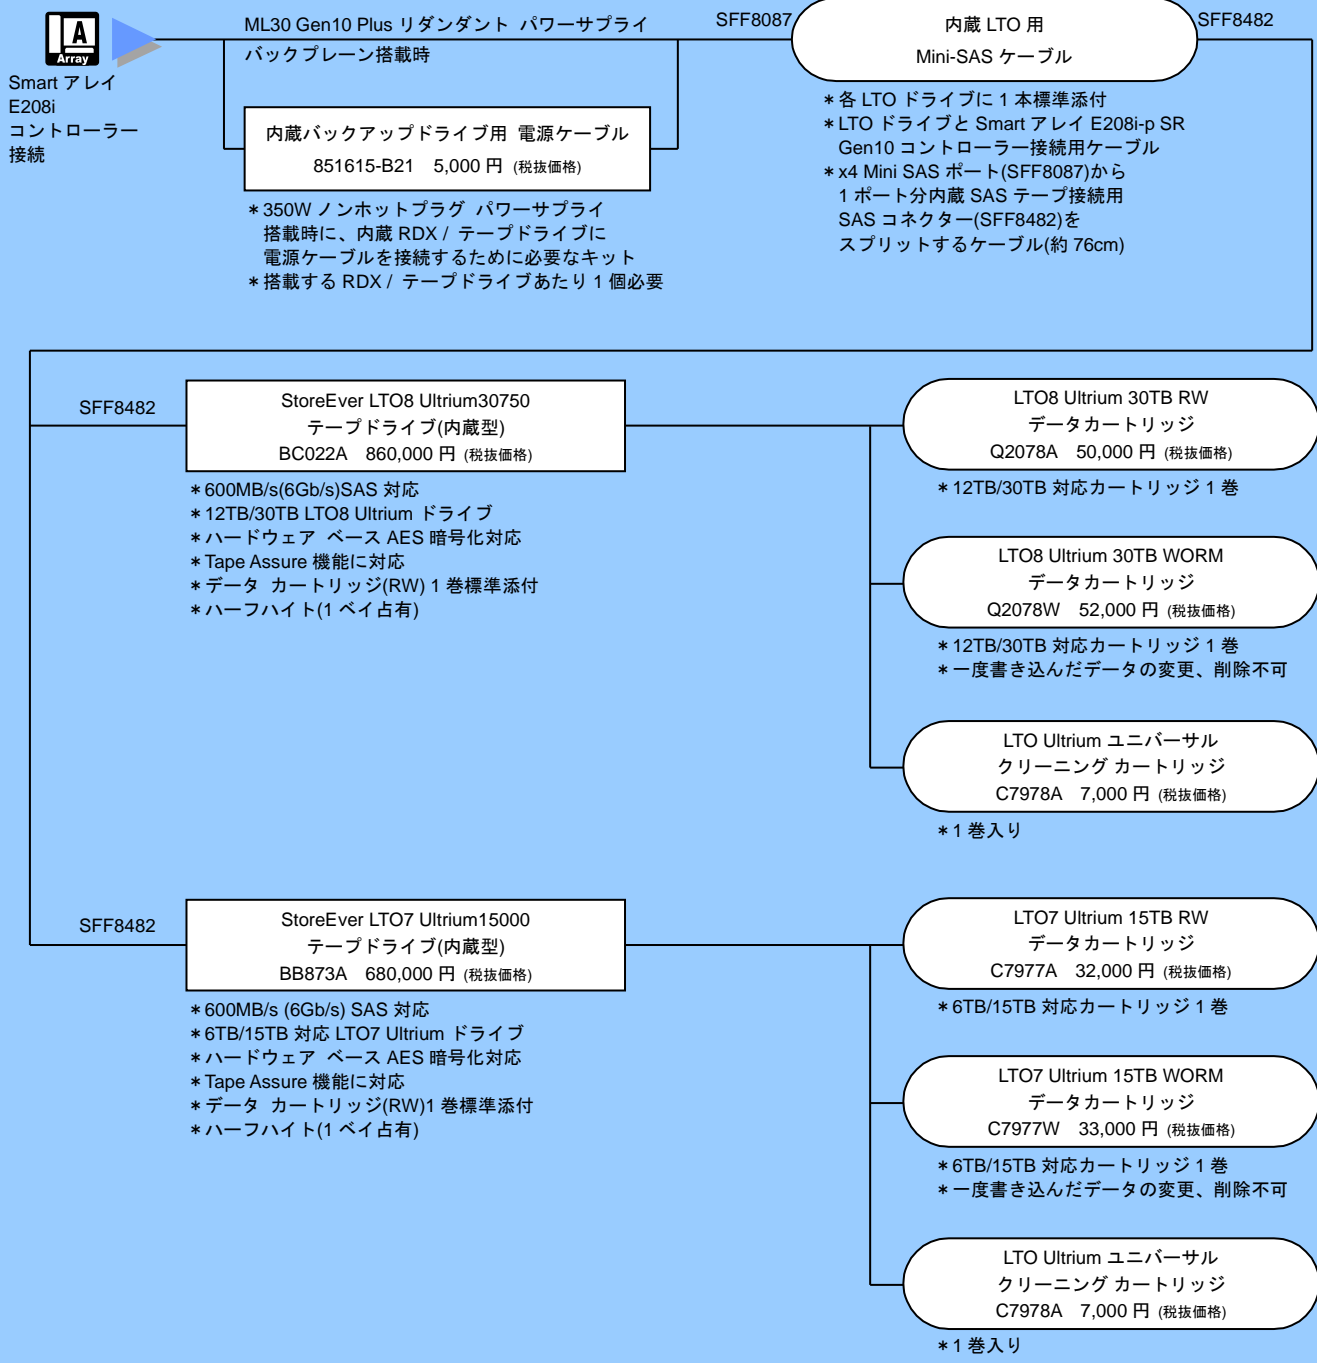 A
Array
Smart アレイ
E208i
コントローラー
接続
ML30 Gen10 Plus リダンダント パワーサプライ
バックプレーン搭載時
内蔵バックアップドライブ用 電源ケーブル
851615-B21 5,000 円 (税抜価格)
*350W ノンホットプラグ パワーサプライ
搭載時に、内蔵 RDX / テープドライブに
電源ケーブルを接続するために必要なキット
*搭載する RDX / テープドライブあたり 1 個必要
SFF8087
内蔵 LTO 用
Mini-SAS ケーブル
SFF8482
*各 LTO ドライブに 1 本標準添付
*LTO ドライブと Smart アレイ E208i-p SR
Gen10 コントローラー接続用ケーブル
*x4 Mini SAS ポート(SFF8087)から
1 ポート分内蔵 SAS テープ接続用
SAS コネクター(SFF8482)を
スプリットするケーブル(約 76cm)
SFF8482
StoreEver LTO8 Ultrium30750
テープドライブ(内蔵型)
BC022A 860,000 円 (税抜価格)
*600MB/s(6Gb/s)SAS 対応
*12TB/30TB LTO8 Ultrium ドライブ
*ハードウェア ベース AES 暗号化対応
*Tape Assure 機能に対応
*データ カートリッジ(RW) 1 巻標準添付
*ハーフハイト(1 ベイ占有)
LTO8 Ultrium 30TB RW
データカートリッジ
Q2078A 50,000 円 (税抜価格)
*12TB/30TB 対応カートリッジ 1 巻
LTO8 Ultrium 30TB WORM
データカートリッジ
Q2078W 52,000 円 (税抜価格)
*12TB/30TB 対応カートリッジ 1 巻
*一度書き込んだデータの変更、削除不可
LTO Ultrium ユニバーサル
クリーニング カートリッジ
C7978A 7,000 円 (税抜価格)
*1 巻入り
SFF8482
StoreEver LTO7 Ultrium15000
テープドライブ(内蔵型)
BB873A 680,000 円 (税抜価格)
*600MB/s (6Gb/s) SAS 対応
*6TB/15TB 対応 LTO7 Ultrium ドライブ
*ハードウェア ベース AES 暗号化対応
*Tape Assure 機能に対応
*データ カートリッジ(RW)1 巻標準添付
*ハーフハイト(1 ベイ占有)
LTO7 Ultrium 15TB RW
データカートリッジ
C7977A 32,000 円 (税抜価格)
*6TB/15TB 対応カートリッジ 1 巻
LTO7 Ultrium 15TB WORM
データカートリッジ
C7977W 33,000 円 (税抜価格)
*6TB/15TB 対応カートリッジ 1 巻
*一度書き込んだデータの変更、削除不可
LTO Ultrium ユニバーサル
クリーニング カートリッジ
C7978A 7,000 円 (税抜価格)
*1 巻入り